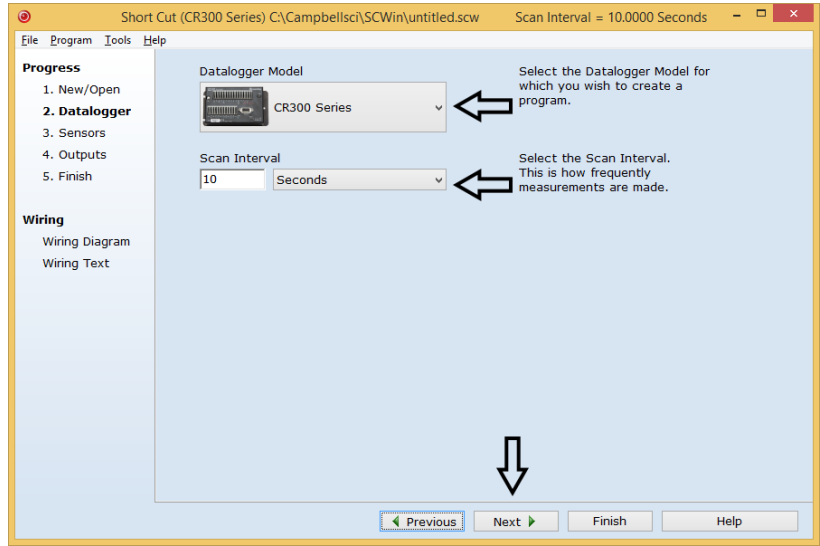 Short Cut (CR300 Series) C:\Campbellsci\SCWin\untitled.scw Scan Interval = 10.0000 Seconds
File Program Tools Help
Progress
1. New/Open
2. Datalogger
3. Sensors
4. Outputs
5. Finish
Wiring
Wiring Diagram
Wiring Text
Datalogger Model
CR300 Series
Select the Datalogger Model for
which you wish to create a
program.
Scan Interval
10 Seconds
Select the Scan Interval.
This is how frequently
measurements are made.
Previous Next Finish Help